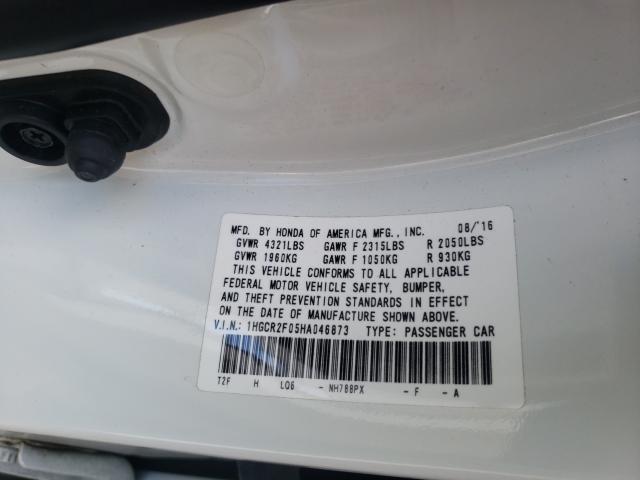 MFD. BY HONDA OF AMERICA MFG., INC. 08/'16
GVWR 4321LBS GAWR F 2315LBS R 2050LBS
GVWR 1960KG GAWR F 1050KG R 930KG
THIS VEHICLE CONFORMS TO ALL APPLICABLE
FEDERAL MOTOR VEHICLE SAFETY, BUMPER,
AND THEFT PREVENTION STANDARDS IN EFFECT
ON THE DATE OF MANUFACTURE SHOWN ABOVE.
V.I.N.: 1HGCR2F05HA046873 TYPE: PASSENGER CAR
T2F H LQ6 - NH788PX - F - A